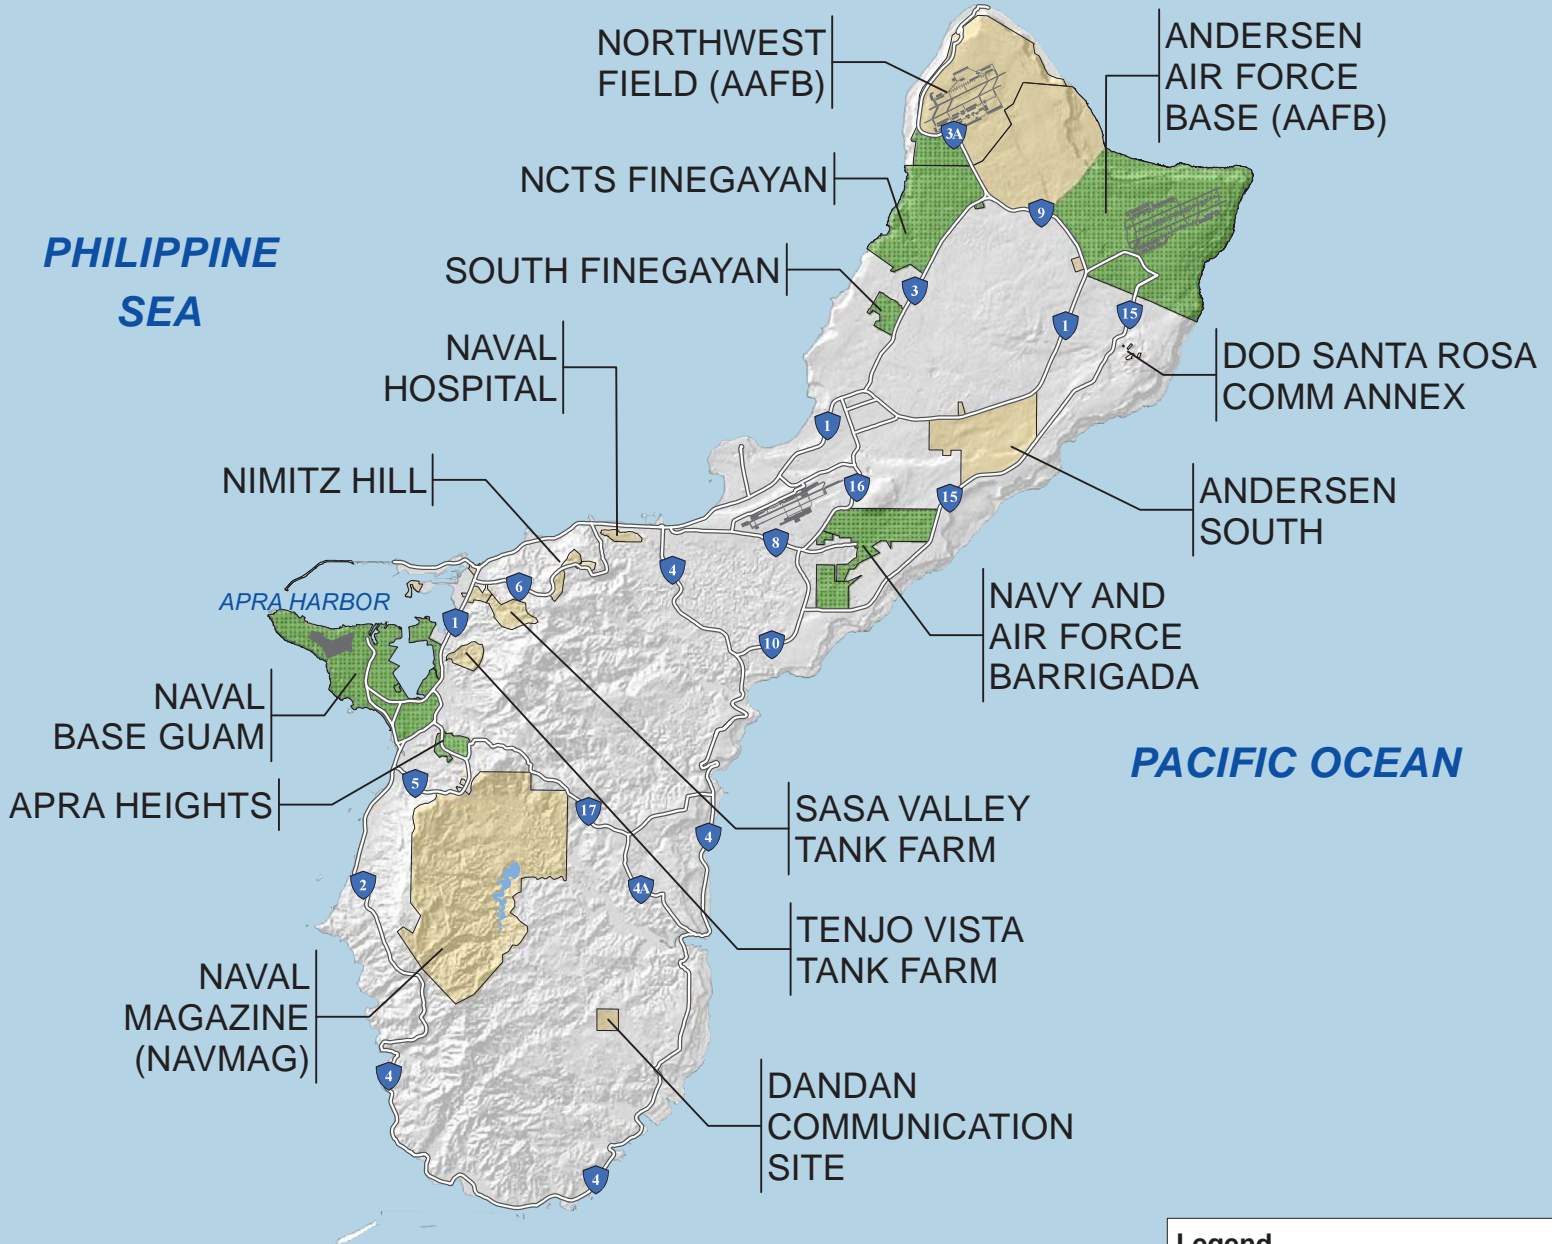 NORTHWEST
FIELD (AAFB)
ANDERSEN
AIR FORCE
BASE (AAFB)
3A
NCTS FINEGAYAN
9
PHILIPPINE
SEA
SOUTH FINEGAYAN
3
15
1
NAVAL
HOSPITAL
DOD SANTA ROSA
COMM ANNEX
1
NIMITZ HILL
16
15
ANDERSEN
SOUTH
8
4
6
APRA HARBOR
1
NAVY AND
AIR FORCE
BARRIGADA
10
NAVAL
BASE GUAM
PACIFIC OCEAN
5
APRA HEIGHTS
17
SASA VALLEY
TANK FARM
4
2
4A
TENJO VISTA
TANK FARM
NAVAL
MAGAZINE
(NAVMAG)
4
DANDAN
COMMUNICATION
SITE
4
Legend